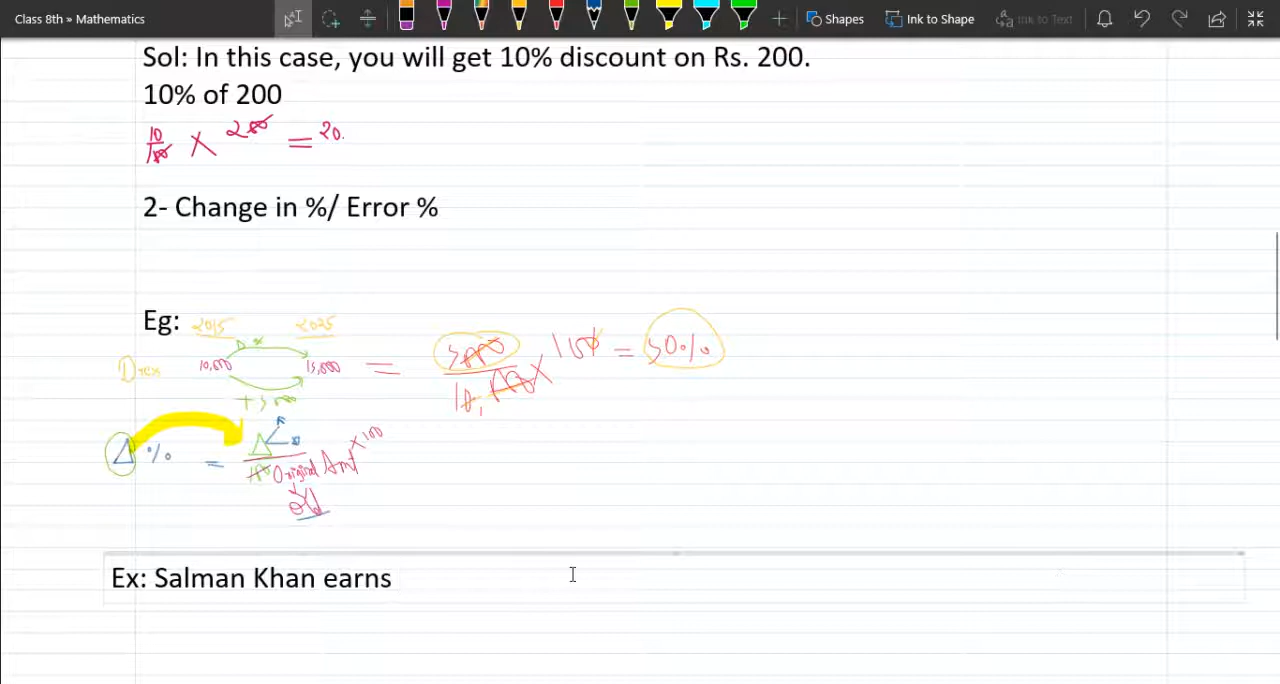 Class 8th » Mathematics
Shapes
Ink to Shape
Ink to Text
Sol: In this case, you will get 10% discount on Rs. 200.
10% of 200
10/100 × 200 = 20.
2- Change in %/ Error %
Eg: 2015 2025
10,000 15,000 = 5000/10,000 × 100 = 50%
+5000
Δ% = Δ/Original Amt × 100
old
Ex: Salman Khan earns